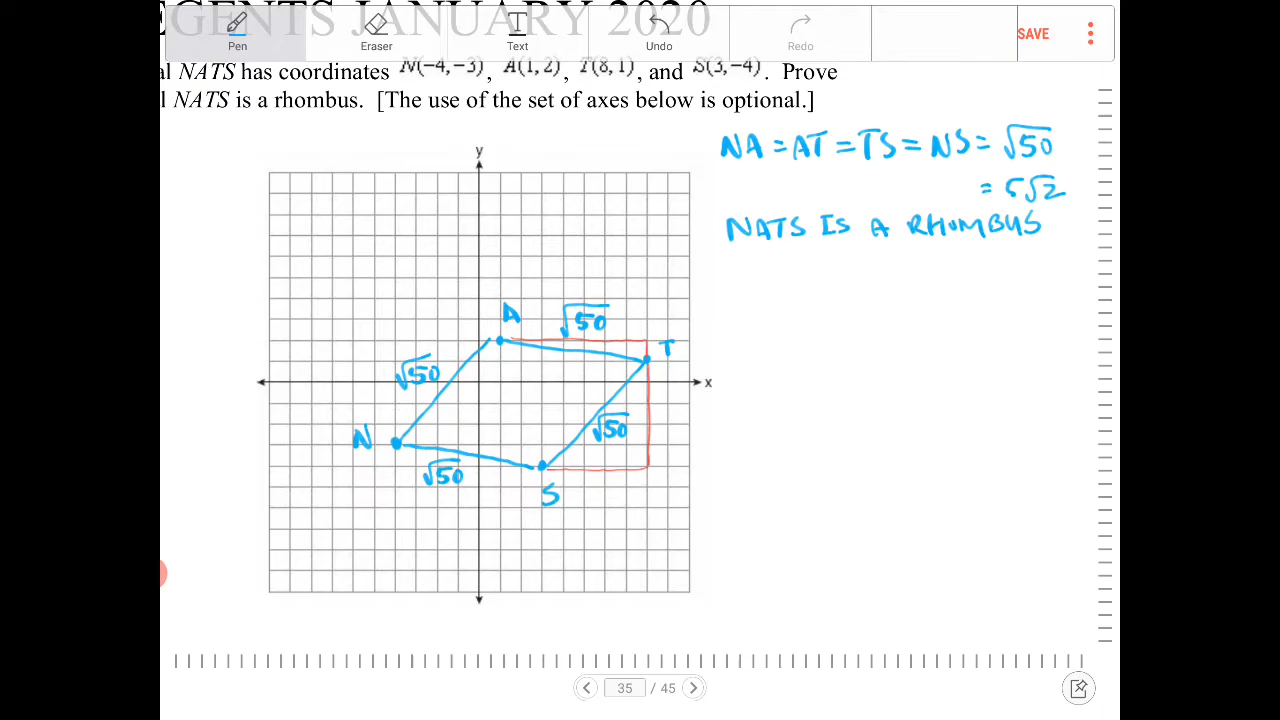 EGENTS JANUARY 2020
Pen
Eraser
Text
Undo
Redo
SAVE
al NATS has coordinates N(−4,−3), A(1,2), T(8,1), and S(3,−4). Prove
l NATS is a rhombus. [The use of the set of axes below is optional.]
NA = AT = TS = NS = √50
= 5√2
NATS IS A RHOMBUS
y
A
√50
T
√50
x
N
√50
√50
S
35 / 45